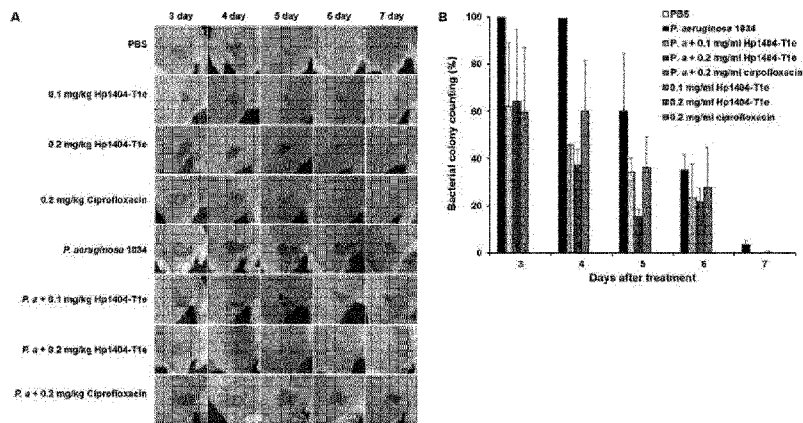 A
3 day 4 day 5 day 6 day 7 day
PBS
0.1 mg/kg Hp1404-T1e
0.2 mg/kg Hp1404-T1e
0.2 mg/kg Ciprofloxacin
P. aeruginosa 1034
P. a + 0.1 mg/kg Hp1404-T1e
P. a + 0.2 mg/kg Hp1404-T1e
P. a + 0.2 mg/kg Ciprofloxacin
B
Bacterial colony counting (%)
100
80
60
40
20
0
3 4 5 6 7
Days after treatment
PBS
P. aeruginosa 1034
P. a + 0.1 mg/ml Hp1404-T1e
P. a + 0.2 mg/ml Hp1404-T1e
P. a + 0.2 mg/ml cirpofloxacin
0.1 mg/ml Hp1404-T1e
0.2 mg/ml Hp1404-T1e
0.2 mg/ml ciprofloxacin